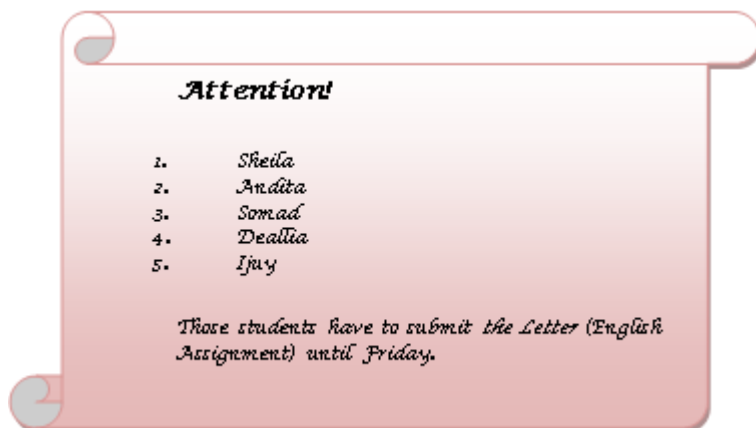 Attention!
1. Sheila
2. Andita
3. Somad
4. Deallia
5. Ijuy
Those students have to submit the Letter (English
Assignment) until Friday.